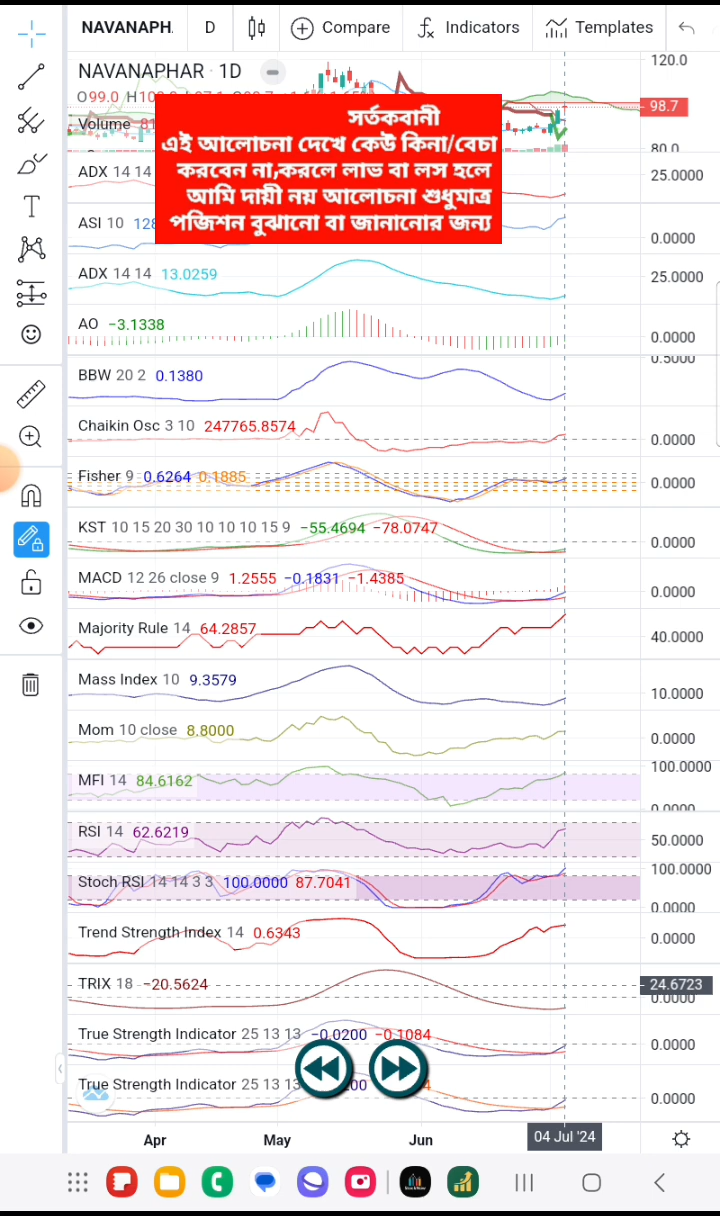 NAVANAPH.
D
Compare
Indicators
Templates
NAVANAPHAR · 1D
O99.0
Volume
120.0
98.7
80.0
সর্তকবানী
এই আলোচনা দেখে কেউ কিনা/বেচা
করবেন না,করলে লাভ বা লস হলে
আমি দায়ী নয় আলোচনা শুধুমাত্র
পজিশন বুঝানো বা জানানোর জন্য
ADX 14 14
25.0000
ASI 10
0.0000
ADX 14 14 13.0259
25.0000
AO −3.1338
0.0000
BBW 20 2 0.1380
0.5000
Chaikin Osc 3 10 247765.8574
0.0000
Fisher 9 0.6264 0.1885
0.0000
KST 10 15 20 30 10 10 10 15 9 −55.4694 −78.0747
0.0000
MACD 12 26 close 9 1.2555 −0.1831 −1.4385
0.0000
Majority Rule 14 64.2857
40.0000
Mass Index 10 9.3579
10.0000
Mom 10 close 8.8000
0.0000
MFI 14 84.6162
100.0000
0.0000
RSI 14 62.6219
50.0000
Stoch RSI 14 14 3 3 100.0000 87.7041
100.0000
0.0000
Trend Strength Index 14 0.6343
0.0000
TRIX 18 −20.5624
24.6723
0.0000
True Strength Indicator 25 13 13 −0.0200 −0.1084
0.0000
True Strength Indicator 25 13 13
0.0000
Apr
May
Jun
04 Jul '24